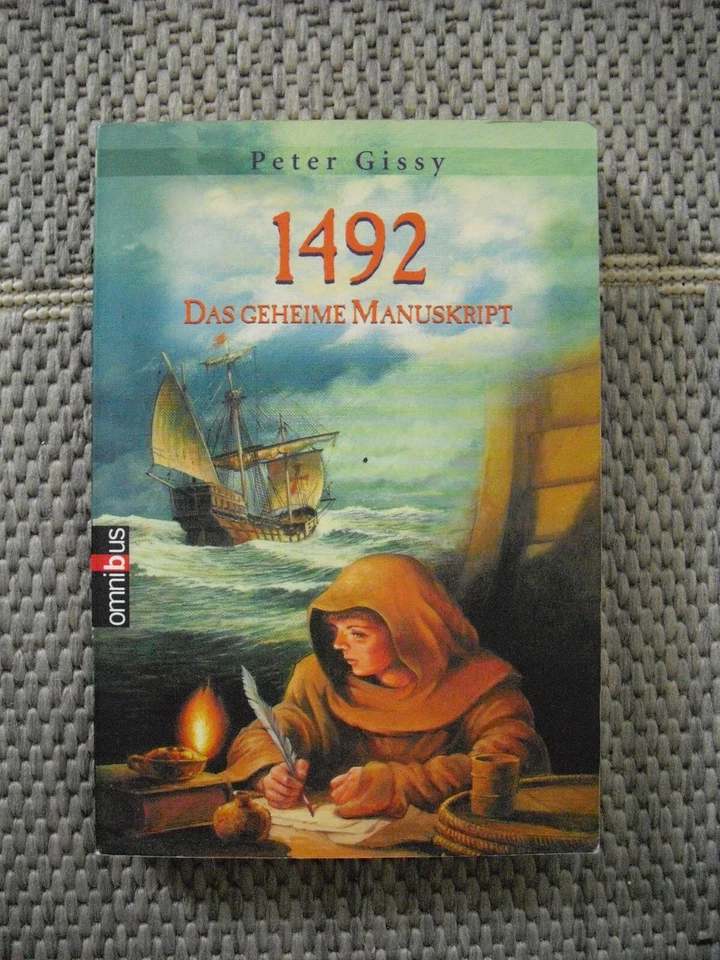 Peter Gissy
1492
DAS GEHEIME MANUSKRIPT
omnibus